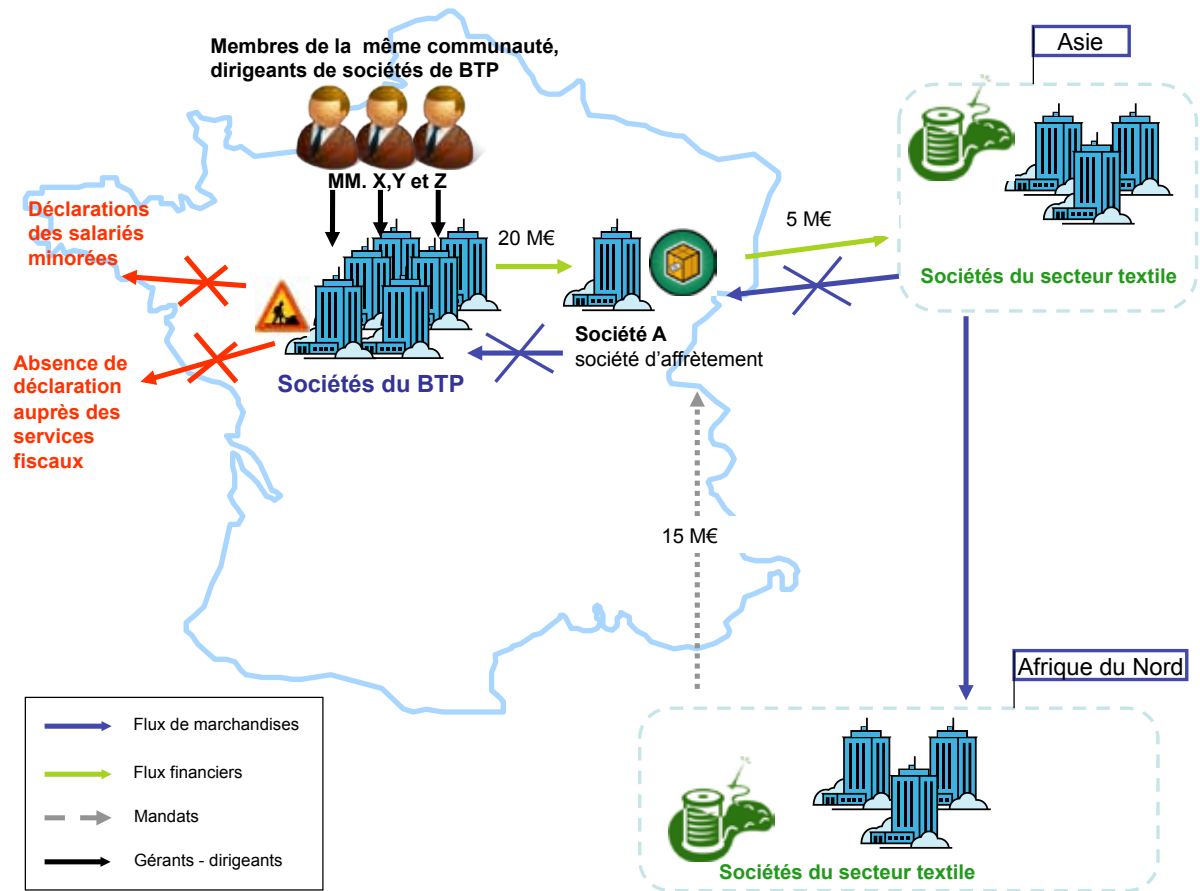 Membres de la même communauté,
dirigeants de sociétés de BTP
MM. X,Y et Z
Asie
Sociétés du secteur textile
Déclarations
des salariés
minorées
20 M€
5 M€
Société A
société d'affrètement
Absence de
déclaration
auprès des
services
fiscaux
Sociétés du BTP
15 M€
Afrique du Nord
Sociétés du secteur textile
Flux de marchandises
Flux financiers
Mandats
Gérants - dirigeants